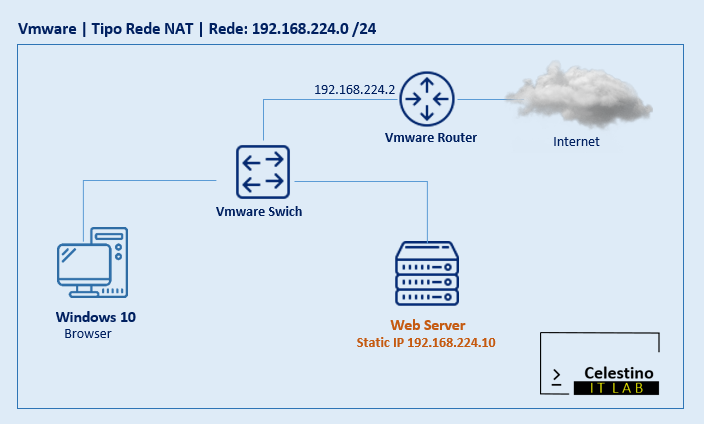 Vmware | Tipo Rede NAT | Rede: 192.168.224.0 /24
192.168.224.2
Vmware Router
Internet
Vmware Swich
Windows 10
Browser
Web Server
Static IP 192.168.224.10
>_ Celestino
IT LAB